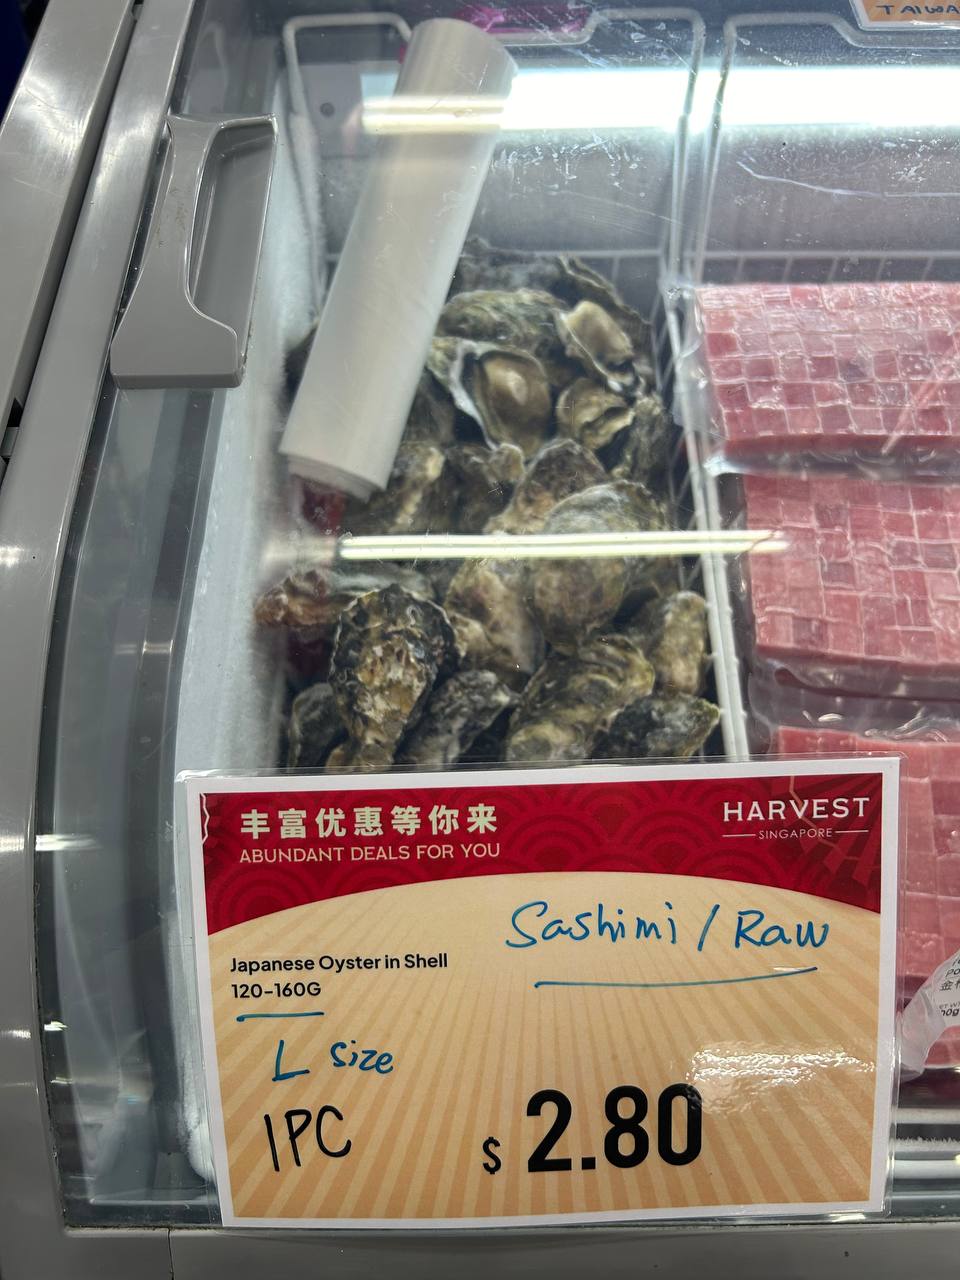 TAIWA
丰富优惠等你来
ABUNDANT DEALS FOR YOU
HARVEST
SINGAPORE
Sashimi / Raw
Japanese Oyster in Shell
120-160G
L size
1PC
$ 2.80